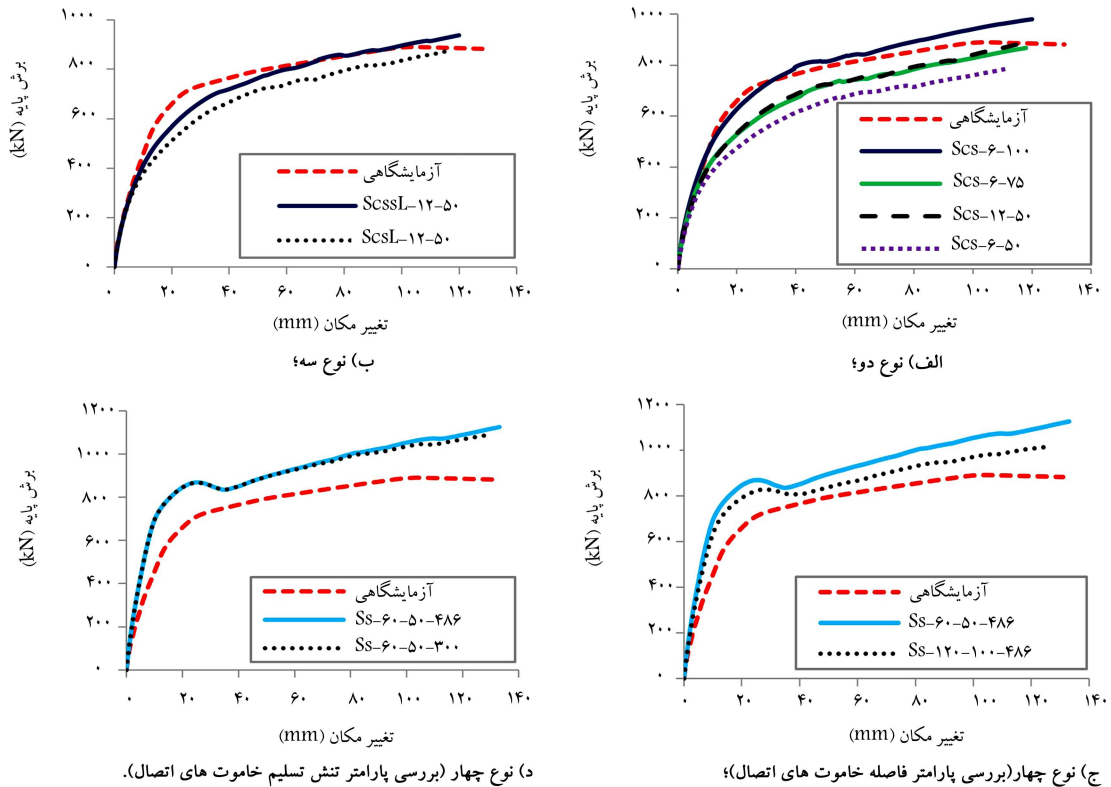 ۱۰۰۰
۸۰۰
۶۰۰
۴۰۰
۲۰۰
۰
برش پایه (kN)
آزمایشگاهی
Scs-۶-۱۰۰
Scs-۶-۷۵
Scs-۱۲-۵۰
Scs-۶-۵۰
۰ ۲۰ ۴۰ ۶۰ ۸۰ ۱۰۰ ۱۲۰ ۱۴۰
تغییر مکان (mm)
الف) نوع دو؛
۱۰۰۰
۸۰۰
۶۰۰
۴۰۰
۲۰۰
۰
برش پایه (kN)
آزمایشگاهی
ScssL-۱۲-۵۰
ScsL-۱۲-۵۰
۰ ۲۰ ۴۰ ۶۰ ۸۰ ۱۰۰ ۱۲۰ ۱۴۰
تغییر مکان (mm)
ب) نوع سه؛
۱۲۰۰
۱۰۰۰
۸۰۰
۶۰۰
۴۰۰
۲۰۰
۰
برش پایه (kN)
آزمایشگاهی
Ss-۶۰-۵۰-۴۸۶
Ss-۱۲۰-۱۰۰-۴۸۶
۰ ۲۰ ۴۰ ۶۰ ۸۰ ۱۰۰ ۱۲۰ ۱۴۰
تغییر مکان (mm)
ج) نوع چهار(بررسی پارامتر فاصله خاموت های اتصال)؛
۱۲۰۰
۱۰۰۰
۸۰۰
۶۰۰
۴۰۰
۲۰۰
۰
برش پایه (kN)
آزمایشگاهی
Ss-۶۰-۵۰-۴۸۶
Ss-۶۰-۵۰-۳۰۰
۰ ۲۰ ۴۰ ۶۰ ۸۰ ۱۰۰ ۱۲۰ ۱۴۰
تغییر مکان (mm)
د) نوع چهار (بررسی پارامتر تنش تسلیم خاموت های اتصال).